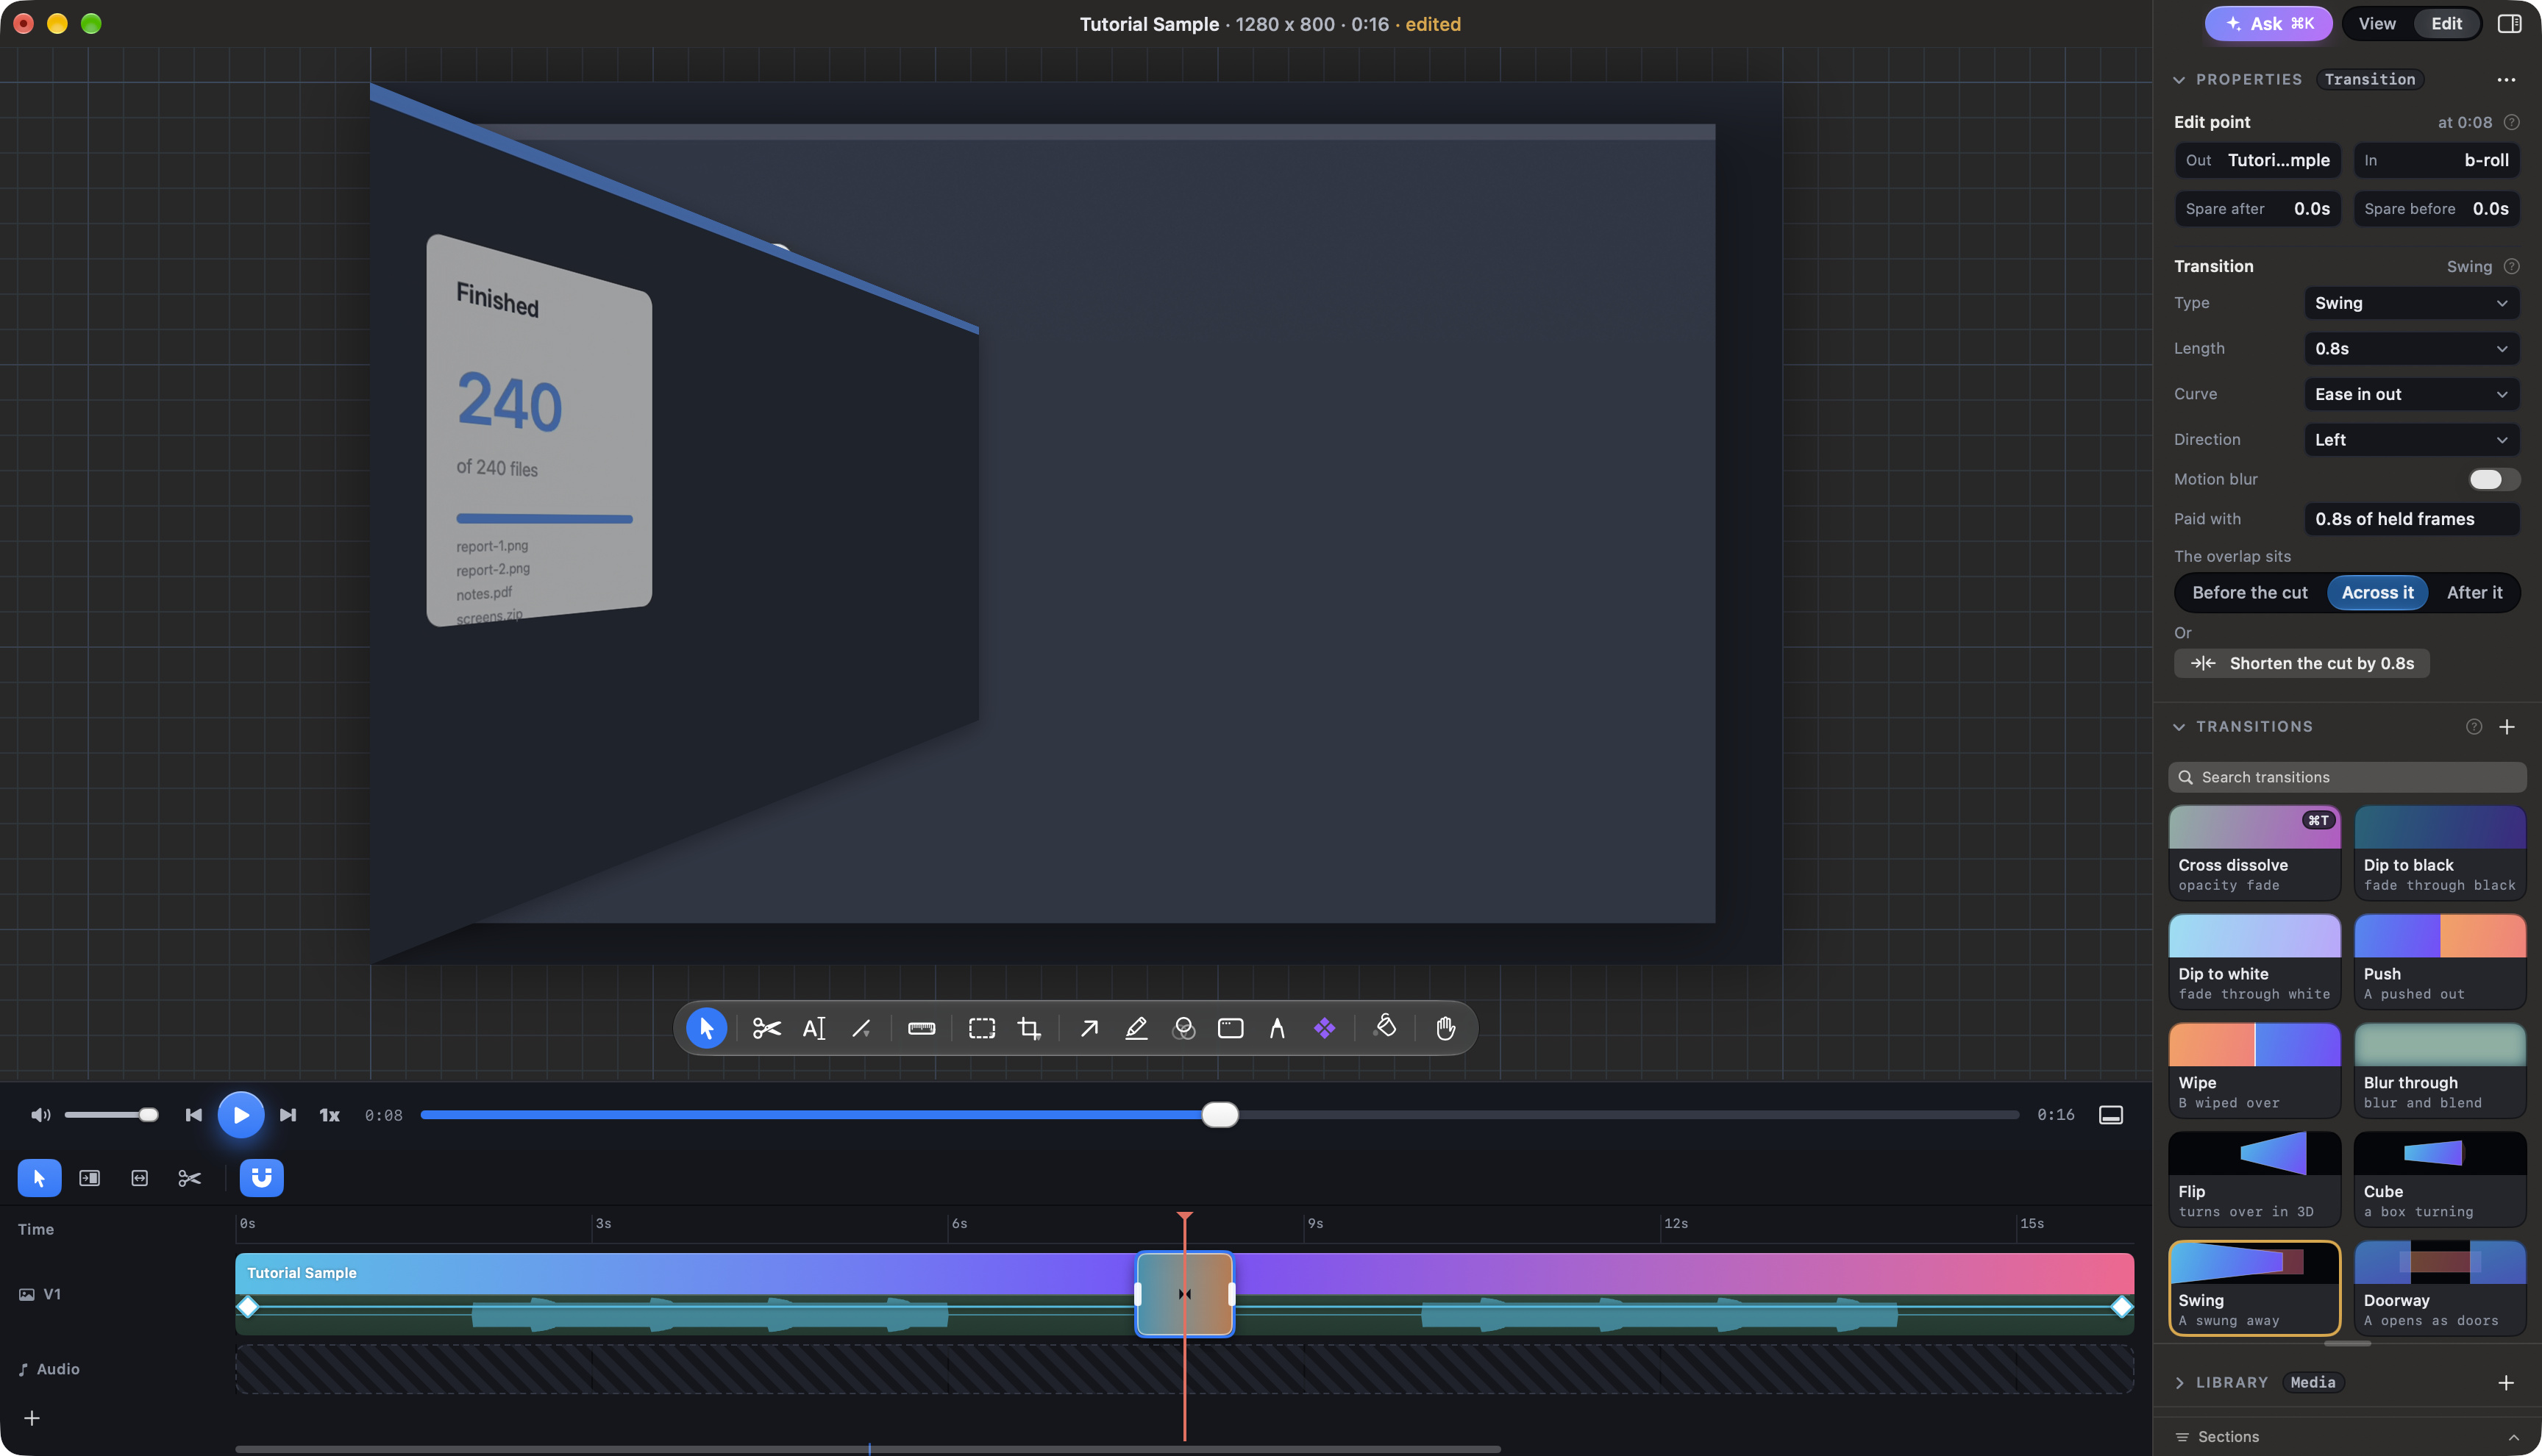 Tutorial Sample · 1280 x 800 · 0:16 · edited
Ask ⌘K
View
Edit
PROPERTIES
Transition
Edit point
at 0:08
Out
Tutori...mple
In
b-roll
Spare after
0.0s
Spare before
0.0s
Transition
Swing
Type
Swing
Length
0.8s
Curve
Ease in out
Direction
Left
Motion blur
Paid with
0.8s of held frames
The overlap sits
Before the cut
Across it
After it
Or
Shorten the cut by 0.8s
TRANSITIONS
Search transitions
⌘T
Cross dissolve
opacity fade
Dip to black
fade through black
Dip to white
fade through white
Push
A pushed out
Wipe
B wiped over
Blur through
blur and blend
Flip
turns over in 3D
Cube
a box turning
Swing
A swung away
Doorway
A opens as doors
LIBRARY
Media
Sections
Finished
240
of 240 files
report-1.png
report-2.png
notes.pdf
screens.zip
AI
1x
0:08
0:16
Time
0s
3s
6s
9s
12s
15s
V1
Tutorial Sample
Audio